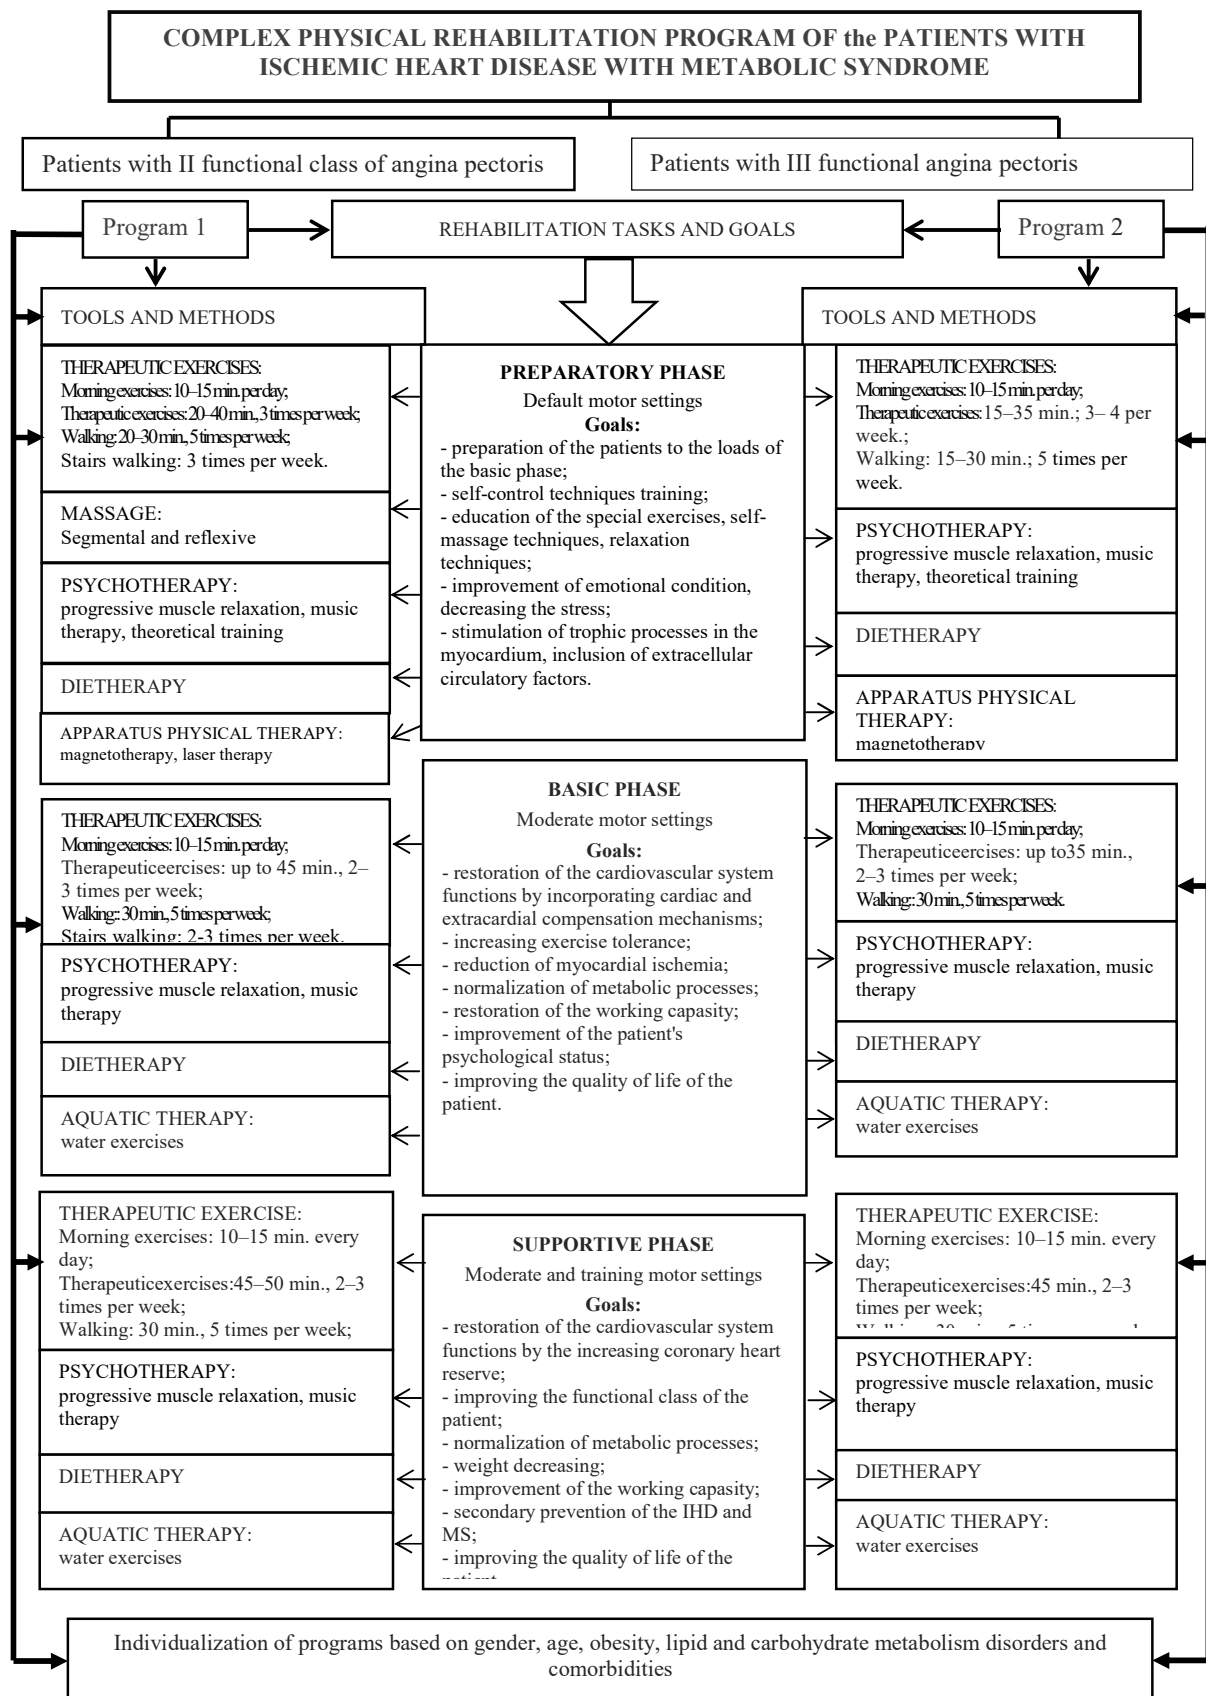 COMPLEX PHYSICAL REHABILITATION PROGRAM OF the PATIENTS WITH
ISCHEMIC HEART DISEASE WITH METABOLIC SYNDROME
Patients with II functional class of angina pectoris
Patients with III functional angina pectoris
Program 1
REHABILITATION TASKS AND GOALS
Program 2
TOOLS AND METHODS
THERAPEUTIC EXERCISES:
Morning exercises: 10–15 min. per day;
Therapeutic exercises: 20–40 min., 3 times per week;
Walking: 20–30 min., 5 times per week;
Stairs walking: 3 times per week.
MASSAGE:
Segmental and reflexive
PSYCHOTHERAPY:
progressive muscle relaxation, music
therapy, theoretical training
DIETHERAPY
APPARATUS PHYSICAL THERAPY:
magnetotherapy, laser therapy
PREPARATORY PHASE
Default motor settings
Goals:
- preparation of the patients to the loads of
the basic phase;
- self-control techniques training;
- education of the special exercises, self-
massage techniques, relaxation
techniques;
- improvement of emotional condition,
decreasing the stress;
- stimulation of trophic processes in the
myocardium, inclusion of extracellular
circulatory factors.
TOOLS AND METHODS
THERAPEUTIC EXERCISES:
Morning exercises: 10–15 min. per day;
Therapeutic exercises: 15–35 min.; 3– 4 per
week.;
Walking: 15–30 min.; 5 times per
week.
PSYCHOTHERAPY:
progressive muscle relaxation, music
therapy, theoretical training
DIETHERAPY
APPARATUS PHYSICAL
THERAPY:
magnetotherapy
THERAPEUTIC EXERCISES:
Morning exercises: 10–15 min. per day;
Therapeuticeercises: up to 45 min., 2–
3 times per week;
Walking:: 30 min., 5 times per week;
Stairs walking: 2-3 times per week.
PSYCHOTHERAPY:
progressive muscle relaxation, music
therapy
DIETHERAPY
AQUATIC THERAPY:
water exercises
BASIC PHASE
Moderate motor settings
Goals:
- restoration of the cardiovascular system
functions by incorporating cardiac and
extracardial compensation mechanisms;
- increasing exercise tolerance;
- reduction of myocardial ischemia;
- normalization of metabolic processes;
- restoration of the working capasity;
- improvement of the patient's
psychological status;
- improving the quality of life of the
patient.
THERAPEUTIC EXERCISES:
Morning exercises: 10–15 min. per day;
Therapeuticeercises: up to35 min.,
2–3 times per week;
Walking:: 30 min., 5 times per week.
PSYCHOTHERAPY:
progressive muscle relaxation, music
therapy
DIETHERAPY
AQUATIC THERAPY:
water exercises
THERAPEUTIC EXERCISE:
Morning exercises: 10–15 min. every
day;
Therapeuticexercises:45–50 min., 2–3
times per week;
Walking: 30 min., 5 times per week;
PSYCHOTHERAPY:
progressive muscle relaxation, music
therapy
DIETHERAPY
AQUATIC THERAPY:
water exercises
SUPPORTIVE PHASE
Moderate and training motor settings
Goals:
- restoration of the cardiovascular system
functions by the increasing coronary heart
reserve;
- improving the functional class of the
patient;
- normalization of metabolic processes;
- weight decreasing;
- improvement of the working capasity;
- secondary prevention of the IHD and
MS;
- improving the quality of life of the
THERAPEUTIC EXERCISE:
Morning exercises: 10–15 min. every
day;
Therapeuticexercises:45 min., 2–3
times per week;
PSYCHOTHERAPY:
progressive muscle relaxation, music
therapy
DIETHERAPY
AQUATIC THERAPY:
water exercises
Individualization of programs based on gender, age, obesity, lipid and carbohydrate metabolism disorders and
comorbidities